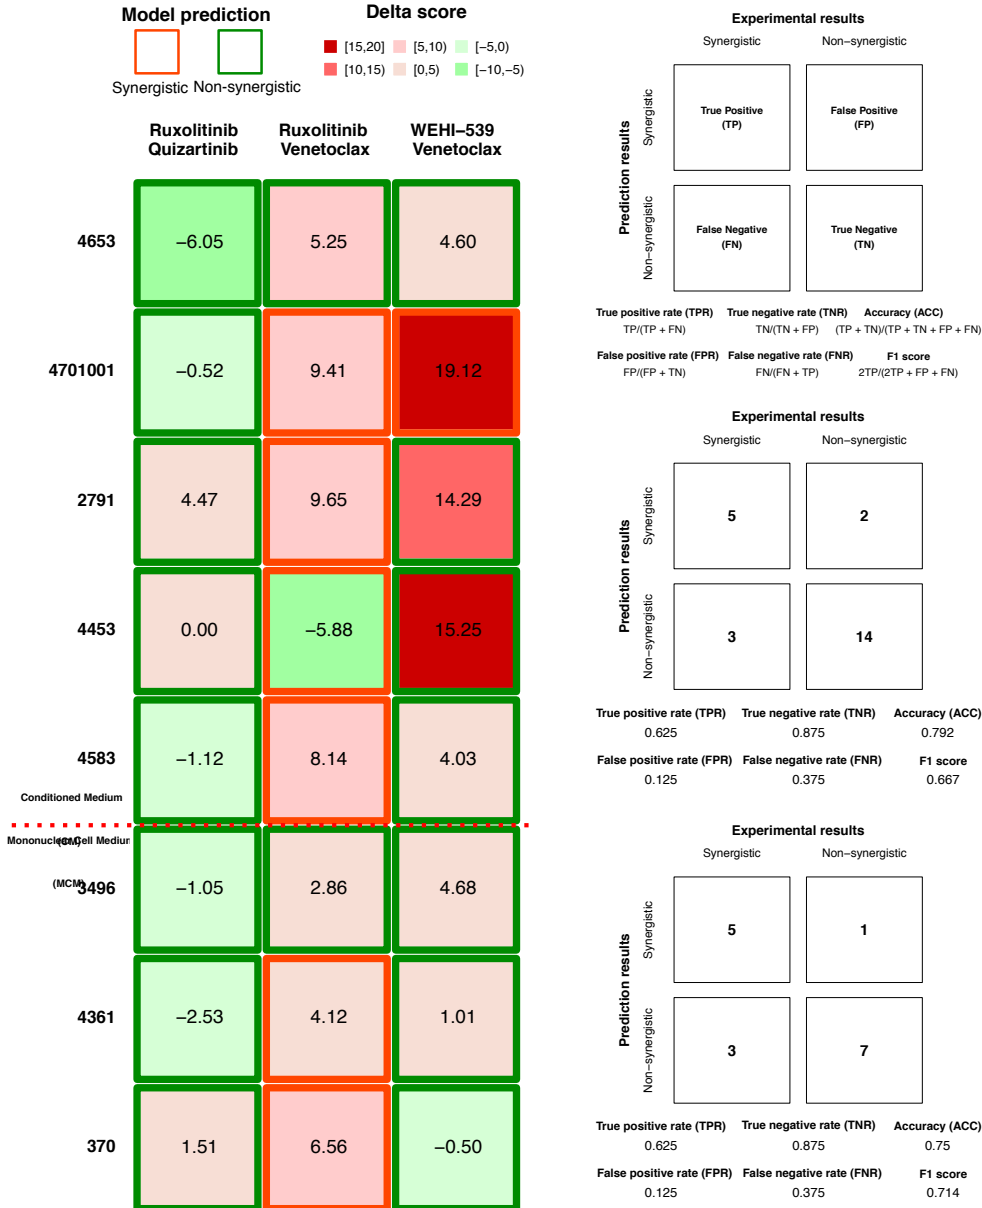 Model prediction
Synergistic Non−synergistic
Delta score
[15,20] [5,10) [−5,0)
[10,15) [0,5) [−10,−5)
Ruxolitinib Quizartinib
Ruxolitinib Venetoclax
WEHI−539 Venetoclax
4653 −6.05 5.25 4.60
4701001 −0.52 9.41 19.12
2791 4.47 9.65 14.29
4453 0.00 −5.88 15.25
4583 −1.12 8.14 4.03
Conditioned Medium
(CM)
Mononuclear Cell Medium
(MCM)
3496 −1.05 2.86 4.68
4361 −2.53 4.12 1.01
370 1.51 6.56 −0.50
Experimental results
Synergistic Non−synergistic
Prediction results
Synergistic
Non−synergistic
True Positive
(TP)
False Positive
(FP)
False Negative
(FN)
True Negative
(TN)
True positive rate (TPR) True negative rate (TNR) Accuracy (ACC)
TP/(TP + FN) TN/(TN + FP) (TP + TN)/(TP + TN + FP + FN)
False positive rate (FPR) False negative rate (FNR) F1 score
FP/(FP + TN) FN/(FN + TP) 2TP/(2TP + FP + FN)
Experimental results
Synergistic Non−synergistic
Prediction results
Synergistic
Non−synergistic
5 2
3 14
True positive rate (TPR) True negative rate (TNR) Accuracy (ACC)
0.625 0.875 0.792
False positive rate (FPR) False negative rate (FNR) F1 score
0.125 0.375 0.667
Experimental results
Synergistic Non−synergistic
Prediction results
Synergistic
Non−synergistic
5 1
3 7
True positive rate (TPR) True negative rate (TNR) Accuracy (ACC)
0.625 0.875 0.75
False positive rate (FPR) False negative rate (FNR) F1 score
0.125 0.375 0.714